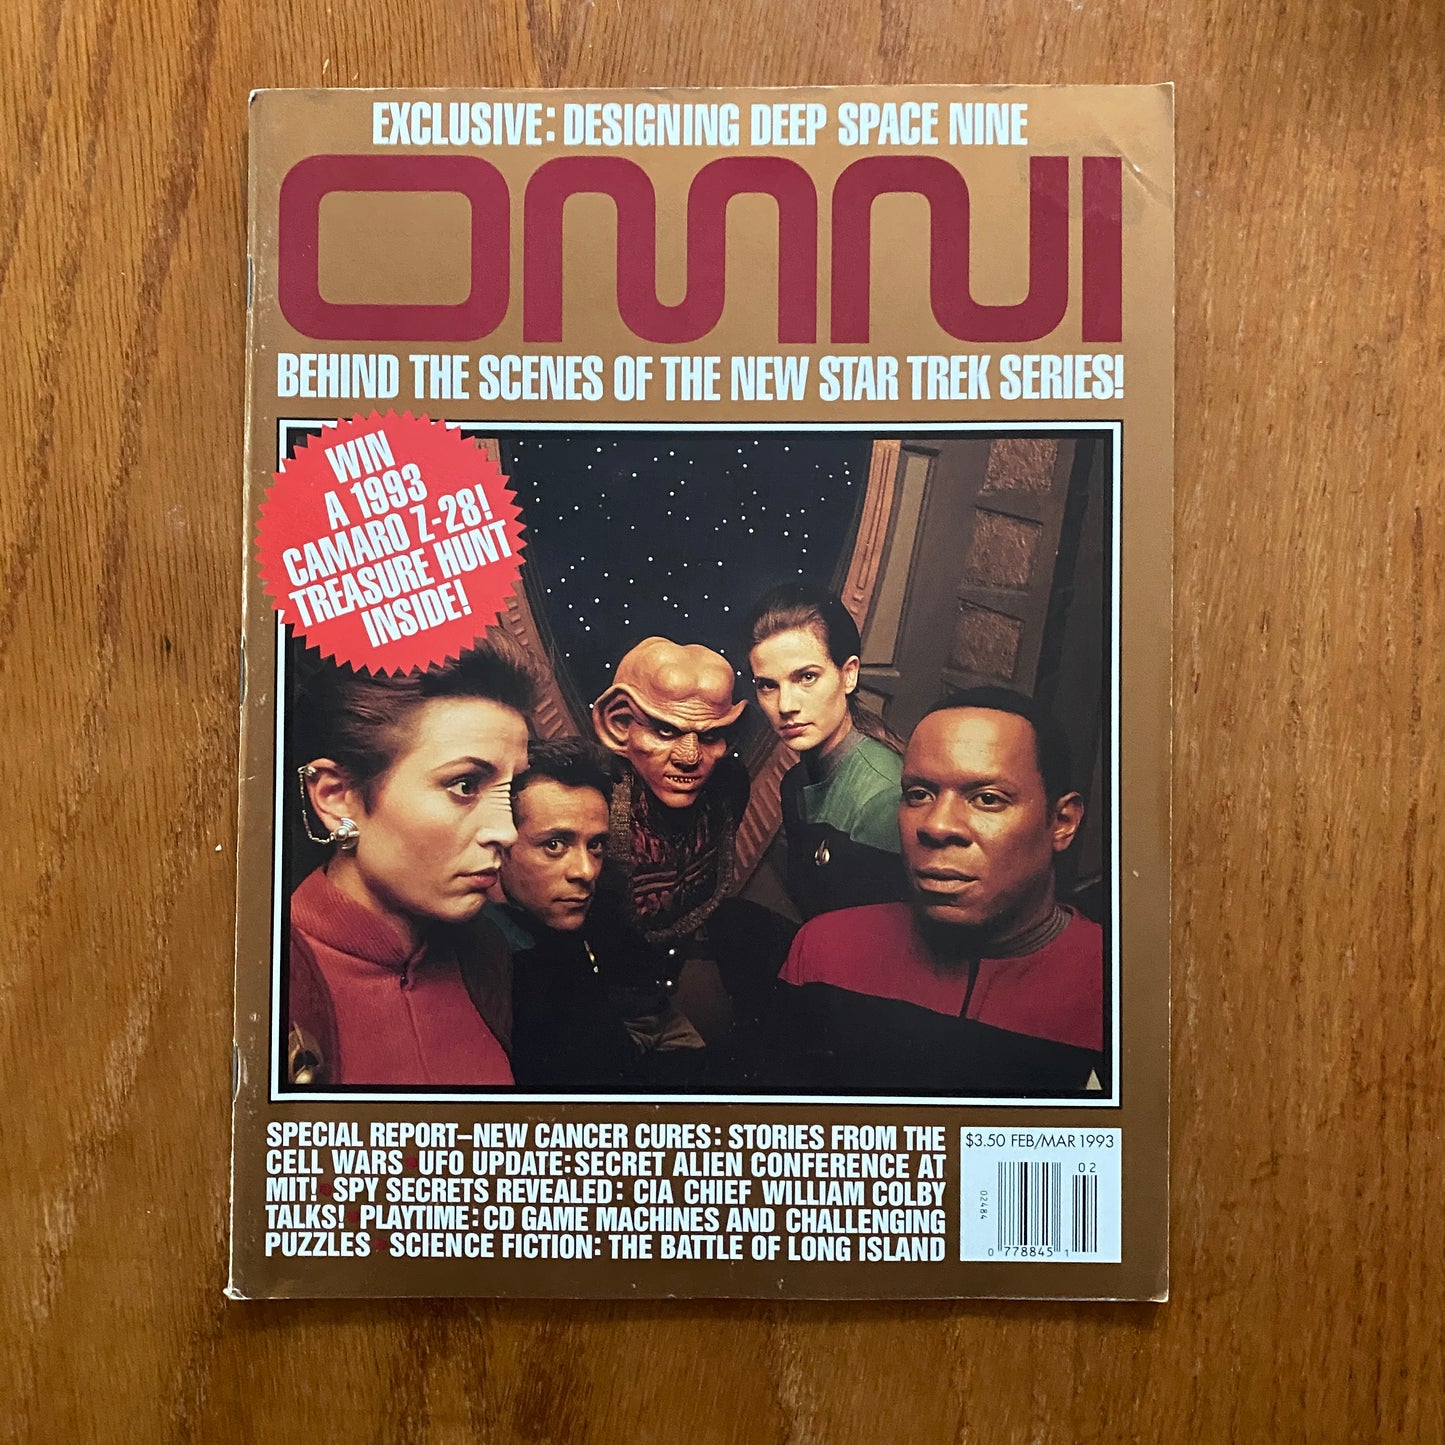 EXCLUSIVE: DESIGNING DEEP SPACE NINE
OMNI
BEHIND THE SCENES OF THE NEW STAR TREK SERIES!
WIN
A 1993
CAMARO Z-28!
TREASURE HUNT
INSIDE!
SPECIAL REPORT–NEW CANCER CURES: STORIES FROM THE
CELL WARS • UFO UPDATE: SECRET ALIEN CONFERENCE AT
MIT! • SPY SECRETS REVEALED: CIA CHIEF WILLIAM COLBY
TALKS! • PLAYTIME: CD GAME MACHINES AND CHALLENGING
PUZZLES • SCIENCE FICTION: THE BATTLE OF LONG ISLAND
$3.50 FEB/MAR 1993
02
02484
0 778845 1